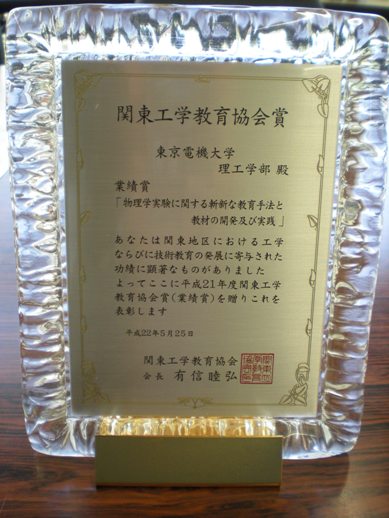 関東工学教育協会賞
東京電機大学
理工学部 殿
業績賞
「物理学実験に関する斬新な教育手法と
教材の開発及び実践」
あなたは関東地区における工学
ならびに技術教育の発展に寄与された
功績に顕著なものがありました
よってここに平成21年度関東工学
教育協会賞(業績賞)を贈りこれを
表彰します
平成22年5月25日
関東工学教育協会
会長 有信睦弘